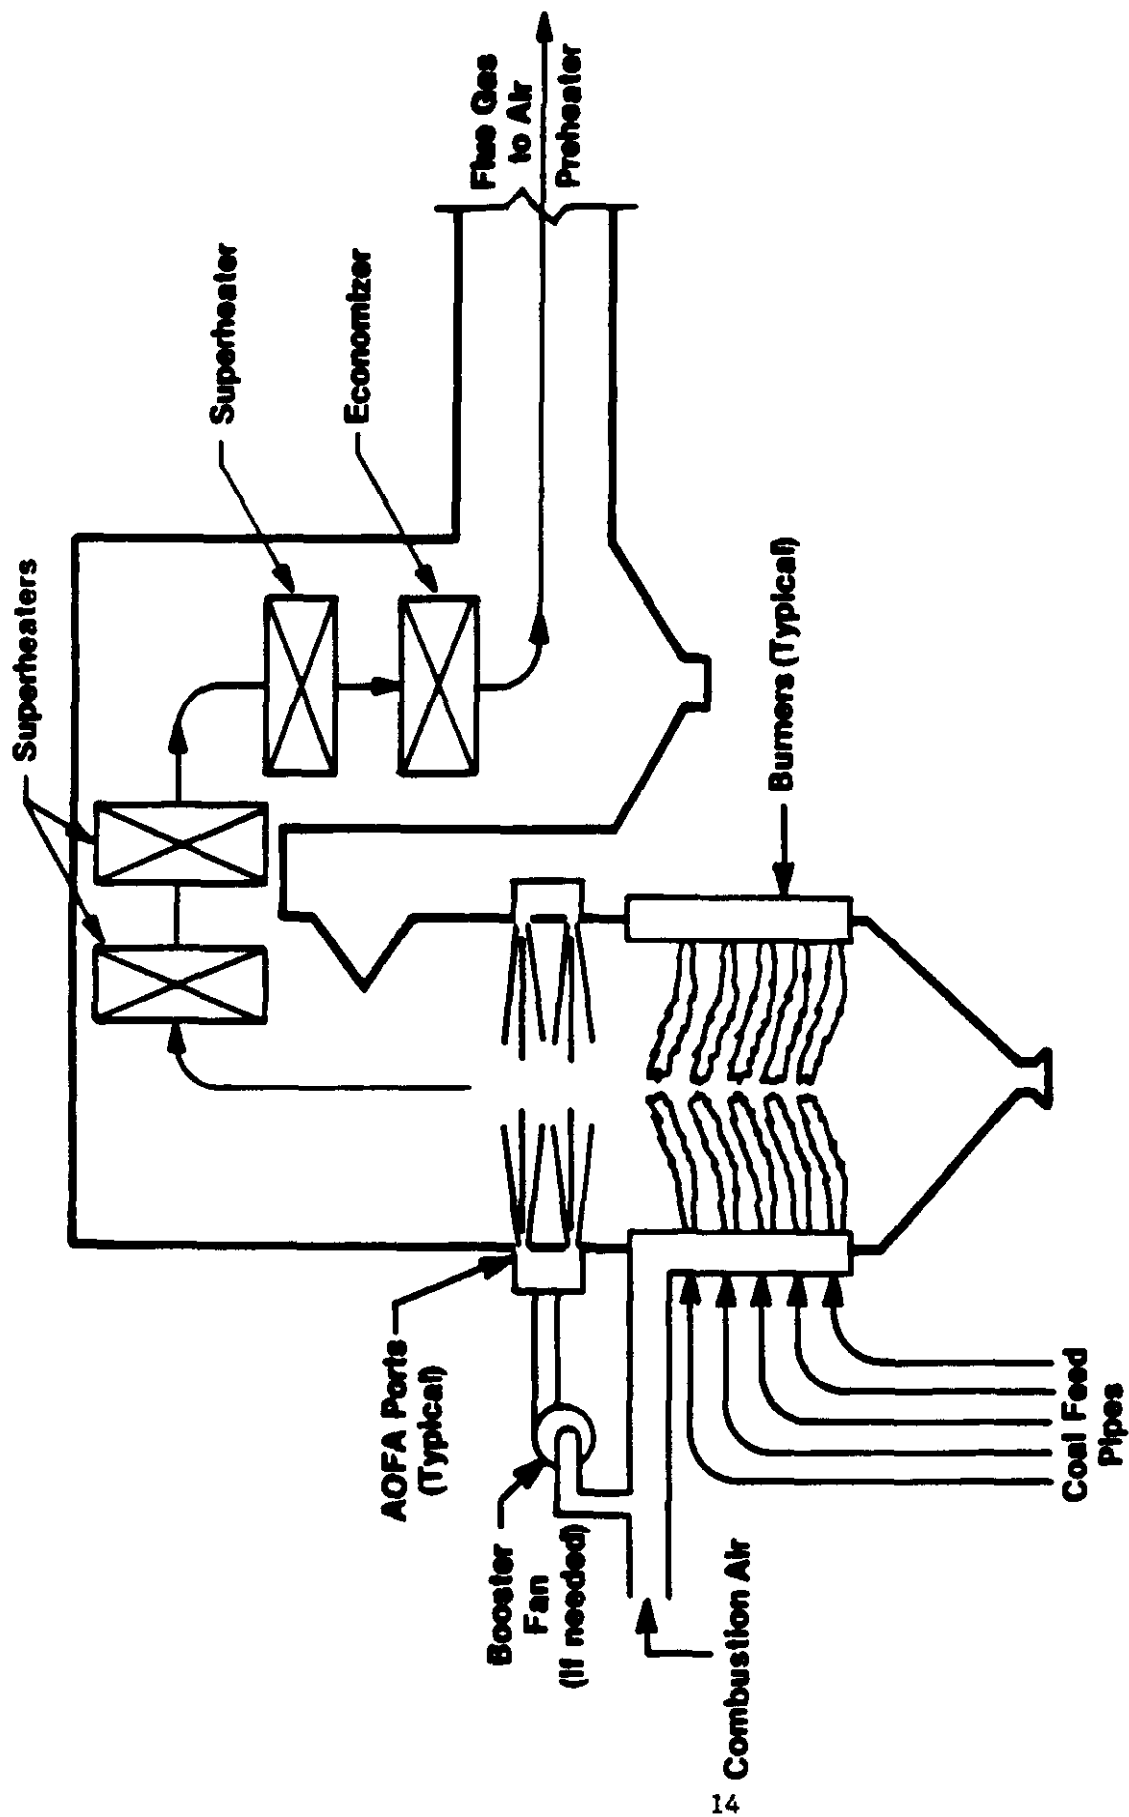 Superheaters
Superheater
Economizer
Flue Gas
to Air
Preheater
AOFA Ports
(Typical)
Booster
Fan
(If needed)
Combustion Air
Coal Feed
Pipes
Burners (Typical)
14